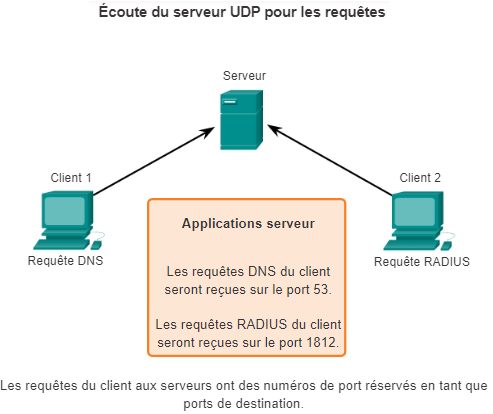 Écoute du serveur UDP pour les requêtes
Serveur
Client 1
Client 2
Requête DNS
Requête RADIUS
Applications serveur
Les requêtes DNS du client
seront reçues sur le port 53.
Les requêtes RADIUS du client
seront reçues sur le port 1812.
Les requêtes du client aux serveurs ont des numéros de port réservés en tant que
ports de destination.